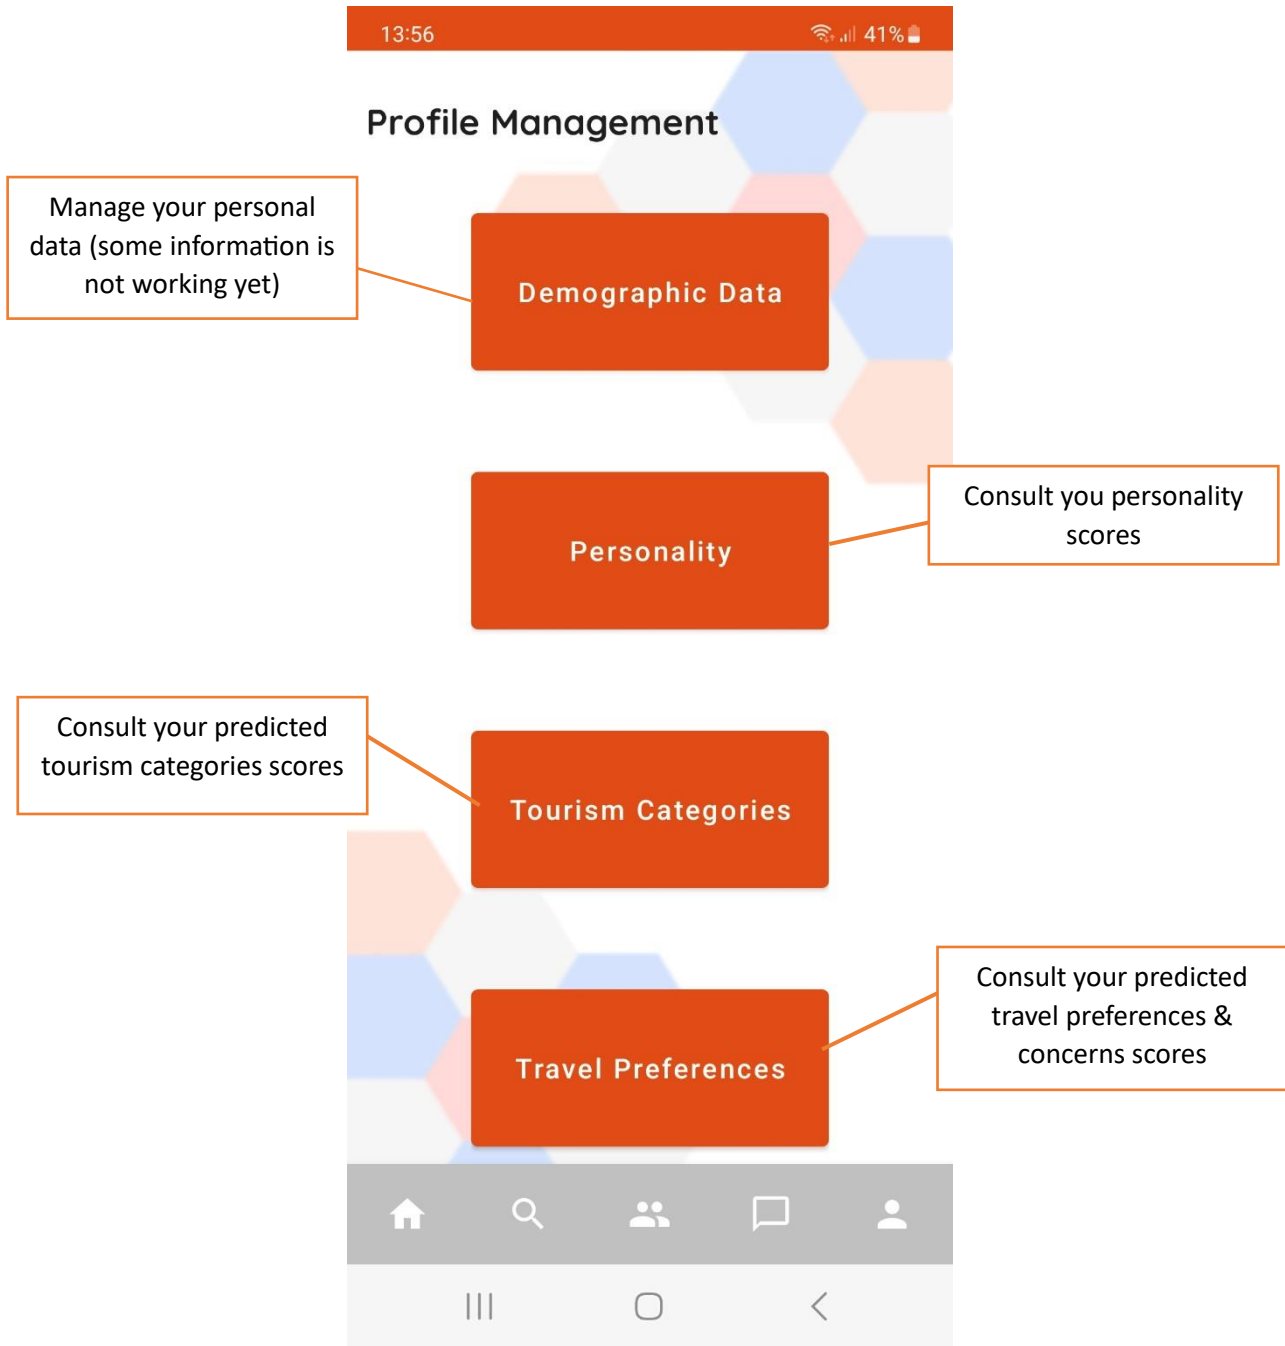 13:56
41%
Profile Management
Manage your personal
data (some information is
not working yet)
Demographic Data
Consult you personality
scores
Personality
Consult your predicted
tourism categories scores
Tourism Categories
Consult your predicted
travel preferences &
concerns scores
Travel Preferences